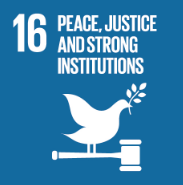 16 PEACE, JUSTICE
AND STRONG
INSTITUTIONS